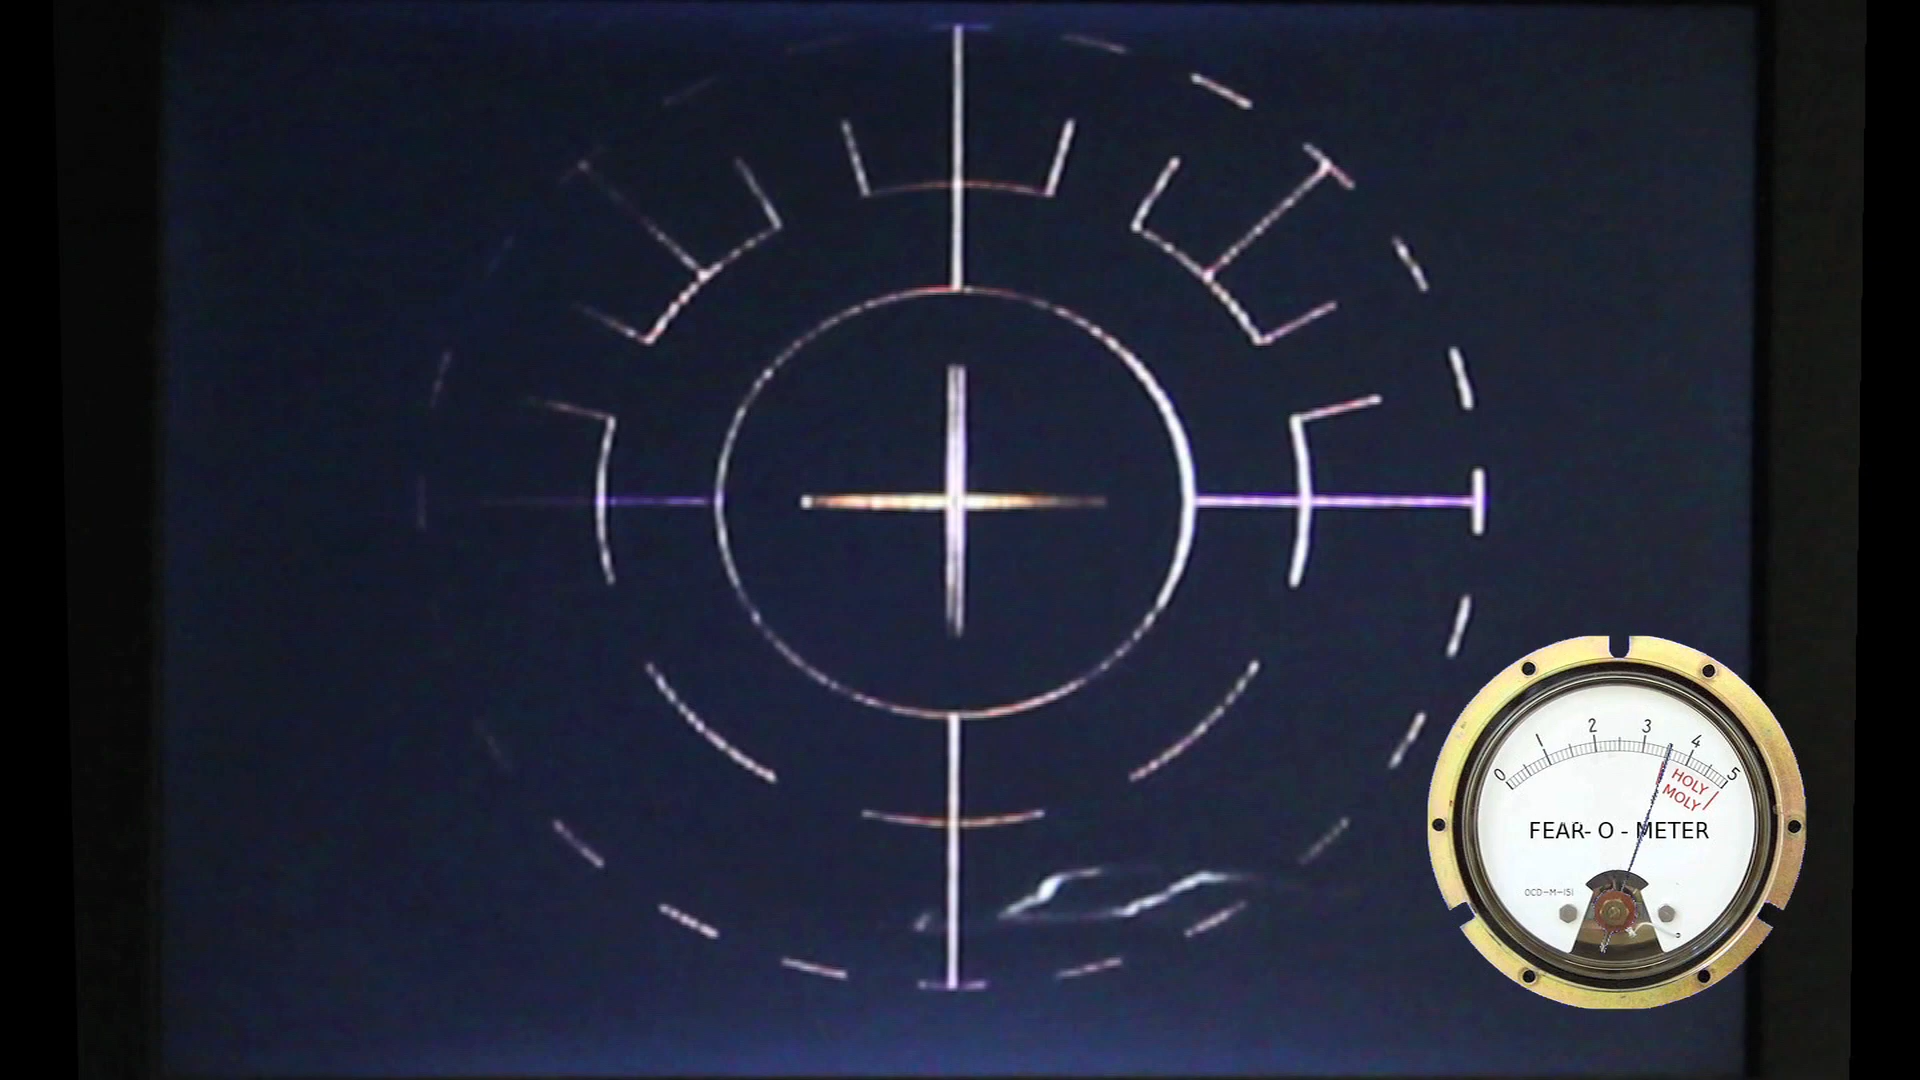 0 1 2 3 4 5
HOLY
MOLY
FEAR- O - METER
OCD-M-151